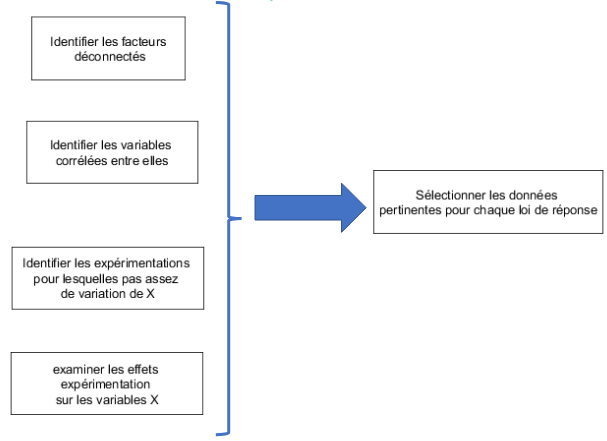 Identifier les facteurs
déconnectés
Identifier les variables
corrélées entre elles
Identifier les expérimentations
pour lesquelles pas assez
de variation de X
examiner les effets
expérimentation
sur les variables X
Sélectionner les données
pertinentes pour chaque loi de réponse